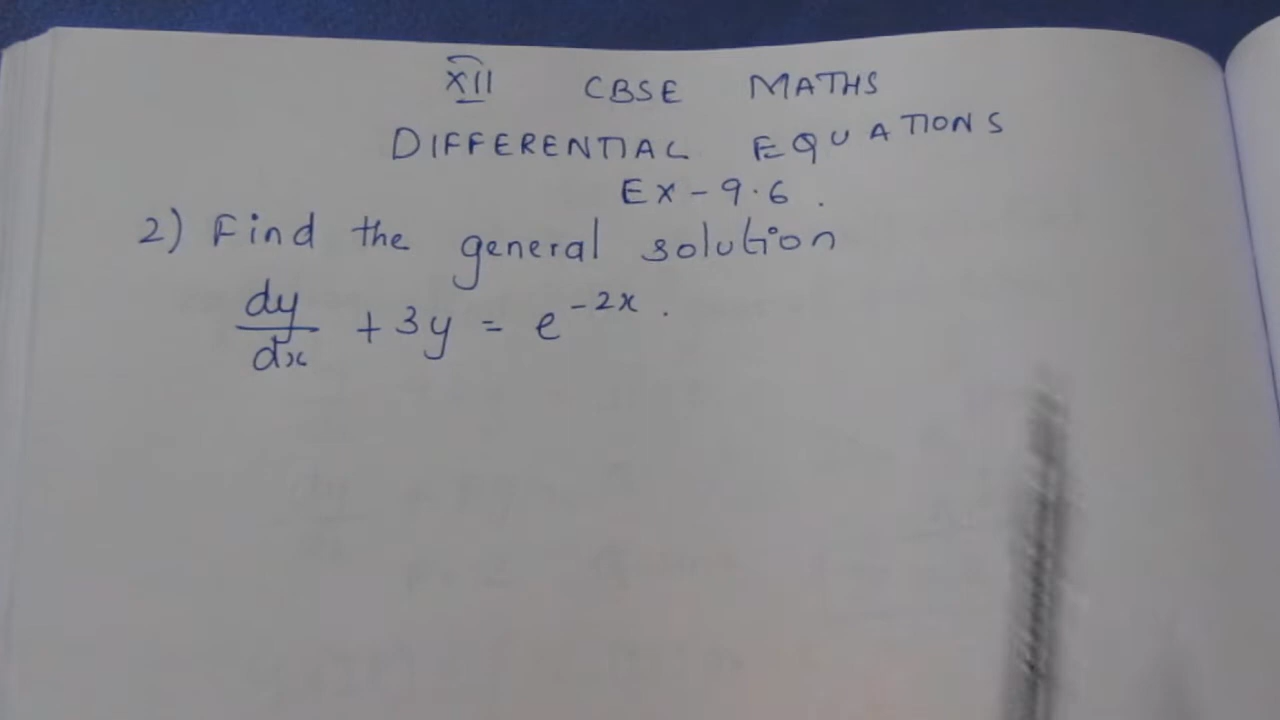 XII CBSE MATHS
DIFFERENTIAL EQUATIONS
Ex - 9.6.
2) Find the general solution
dy/dx + 3y = e^{-2x}.